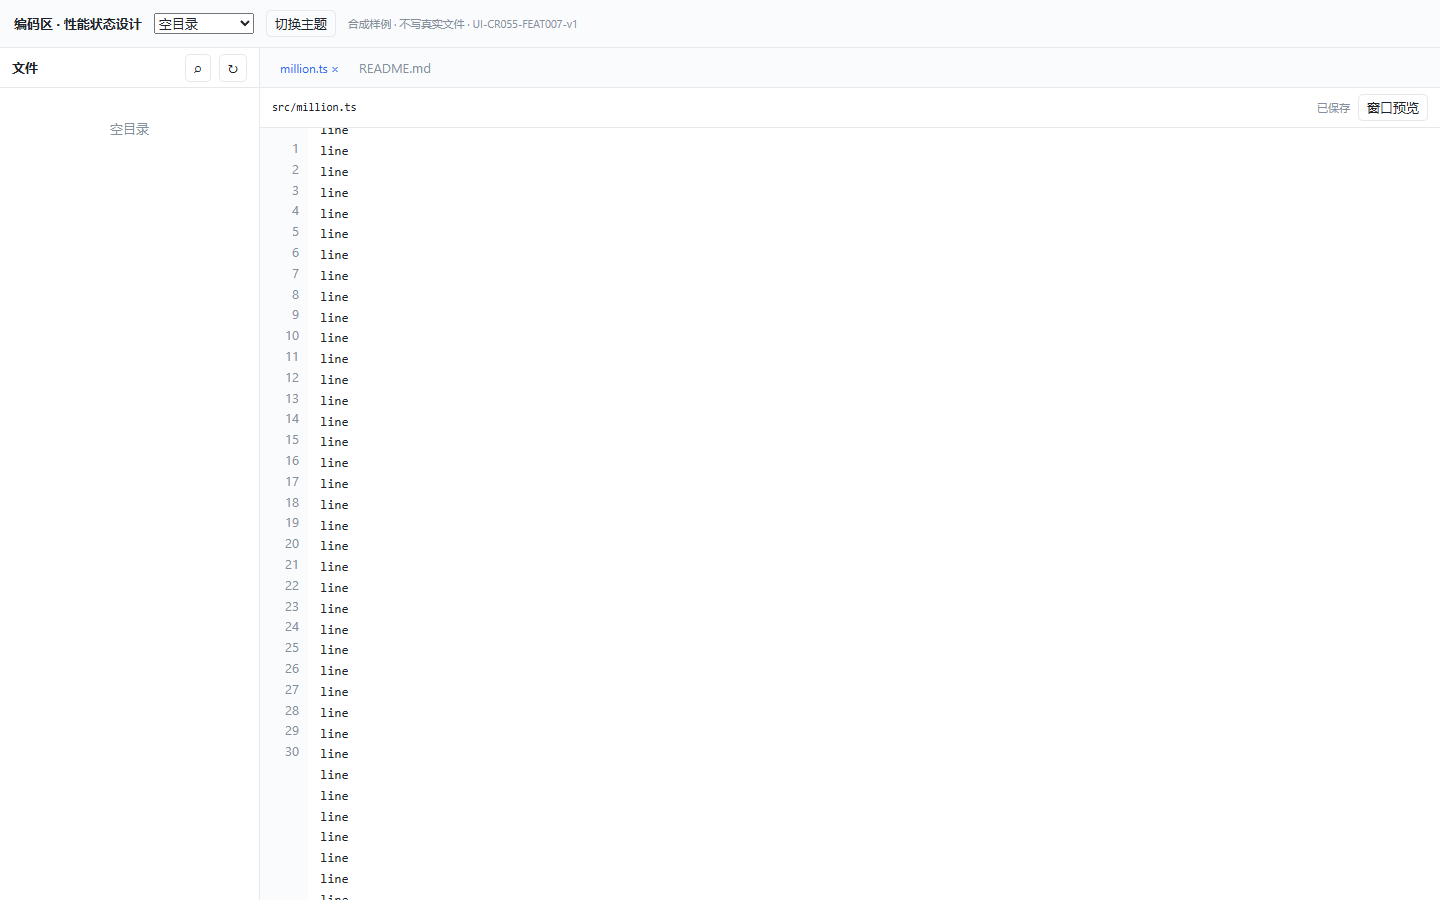 编码区 · 性能状态设计 空目录 切换主题 合成样例 · 不写真实文件 · UI-CR055-FEAT007-v1
文件 ⌕ ↻ million.ts × README.md
空目录
src/million.ts 已保存 窗口预览
line
1 line
2 line
3 line
4 line
5 line
6 line
7 line
8 line
9 line
10 line
11 line
12 line
13 line
14 line
15 line
16 line
17 line
18 line
19 line
20 line
21 line
22 line
23 line
24 line
25 line
26 line
27 line
28 line
29 line
30 line
line
line
line
line
line
line
line